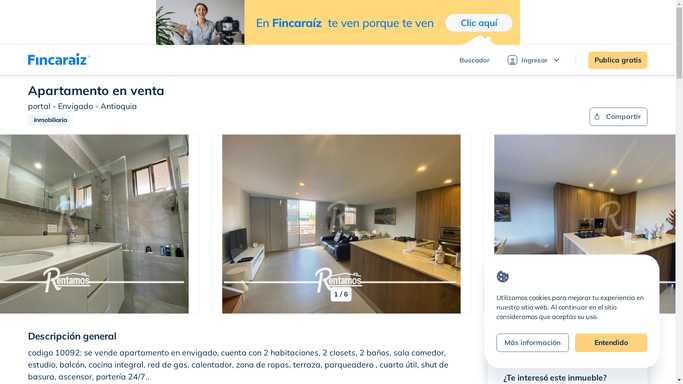 En Fincaraíz te ven porque te ven
Clic aquí
Fincaraiz
Buscador
Ingresar
Publica gratis
Apartamento en venta
portal - Envigado - Antioquia
Inmobiliaria
Compartir
Rentamos
Rentamos
1 / 6
Utilizamos cookies para mejorar tu experiencia en
nuestro sitio web. Al continuar en el sitio
consideramos que aceptas su uso.
Más información
Entendido
Descripción general
codigo 10092: se vende apartamento en envigado, cuenta con 2 habitaciones, 2 closets, 2 baños, sala comedor,
estudio, balcón, cocina integral, red de gas, calentador, zona de ropas, terraza, parqueadero , cuarto útil, shut de
basura, ascensor, portería 24/7..
¿Te interesó este inmueble?